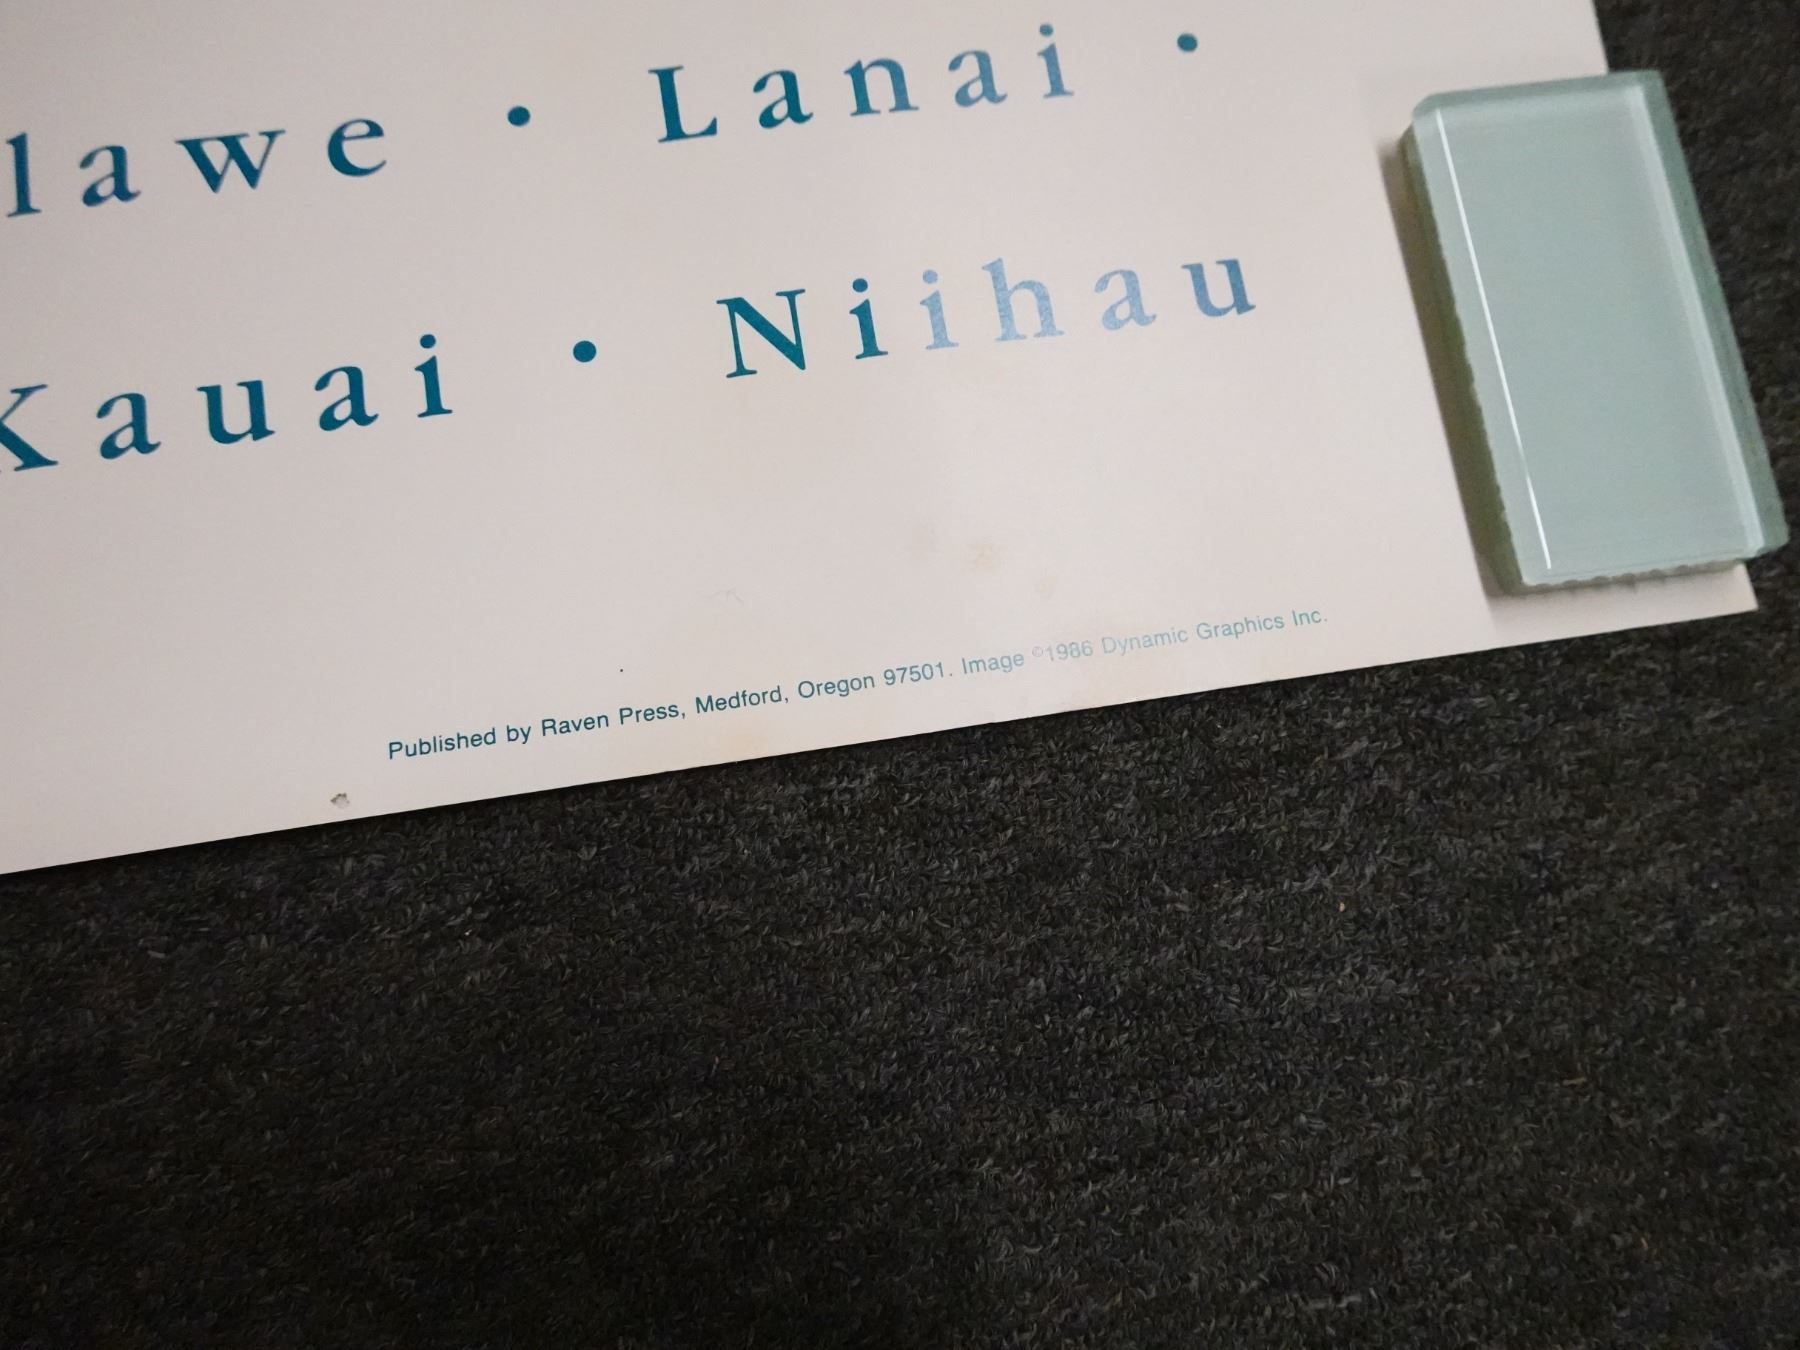 lawe • Lanai •
Kauai • Niihau
Published by Raven Press, Medford, Oregon 97501. Image ©1986 Dynamic Graphics Inc.